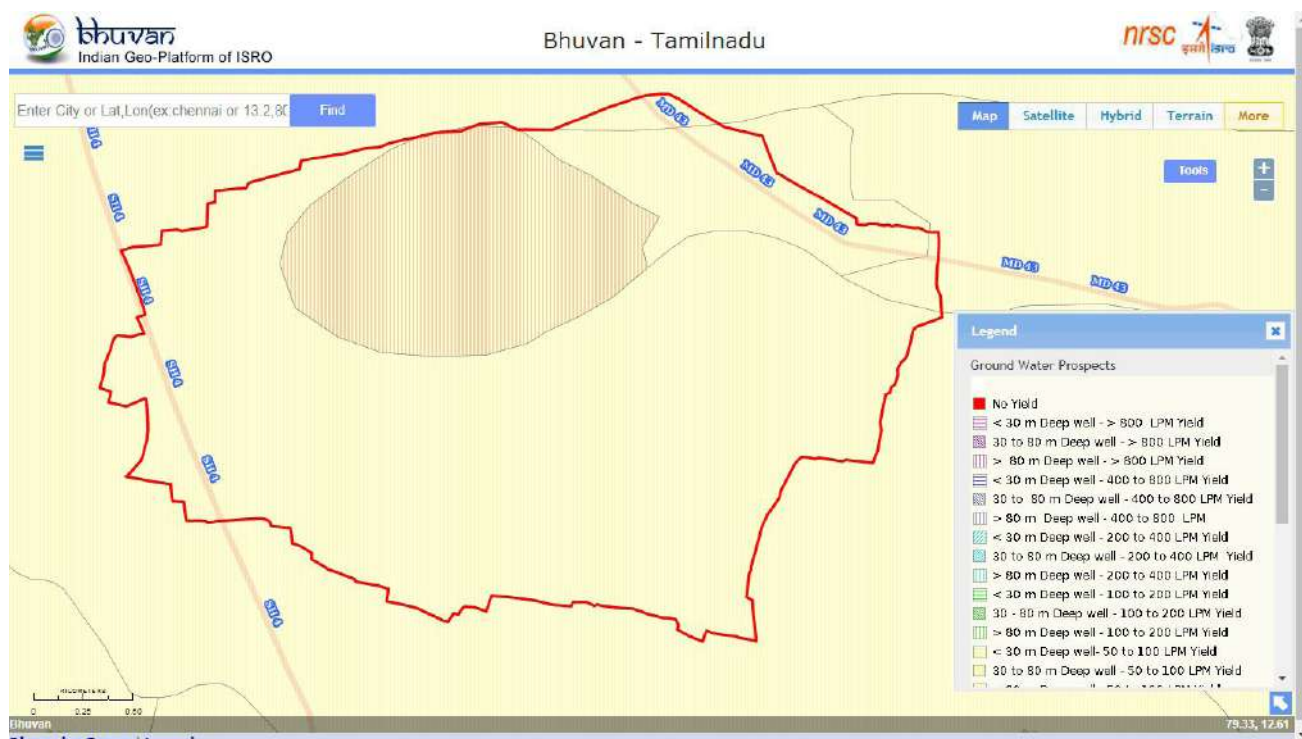 bhuvan
Indian Geo-Platform of ISRO
Bhuvan - Tamilnadu
nrsc
इसरो isro
Enter City or Lat,Lon(ex:chennai or 13.2,80
Find
Map
Satellite
Hybrid
Terrain
More
Tools
+
-
SH 4
SH 4
SH 4
SH 4
SH 4
SH 4
MD 43
MD 43
MD 43
MD 43
MD 43
Legend
Ground Water Prospects
No Yield
< 30 m Deep well - > 800 LPM Yield
30 to 80 m Deep well - > 800 LPM Yield
> 80 m Deep well - > 800 LPM Yield
< 30 m Deep well - 400 to 800 LPM Yield
30 to 80 m Deep well - 400 to 800 LPM Yield
> 80 m Deep well - 400 to 800 LPM
< 30 m Deep well - 200 to 400 LPM Yield
30 to 80 m Deep well - 200 to 400 LPM Yield
> 80 m Deep well - 200 to 400 LPM Yield
< 30 m Deep well - 100 to 200 LPM Yield
30 - 80 m Deep well - 100 to 200 LPM Yield
> 80 m Deep well - 100 to 200 LPM Yield
< 30 m Deep well- 50 to 100 LPM Yield
30 to 80 m Deep well - 50 to 100 LPM Yield
KILOMETERS
0 0.25 0.50
Bhuvan
79.33, 12.61